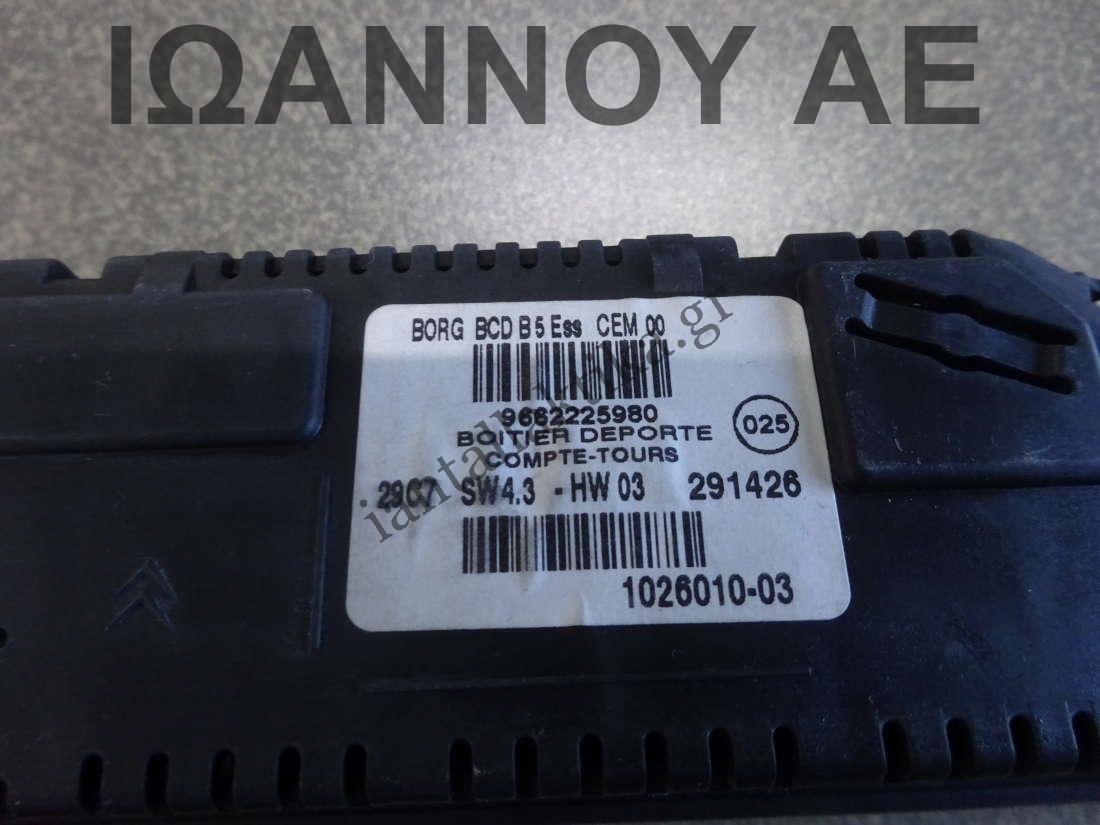 ΙΩΑΝΝΟΥ ΑΕ
BORG BCD B5 Ess CEM 00
9662225980
BOITIER DEPORTE
COMPTE-TOURS
025
29C7 SW4.3 - HW 03 291426
1026010-03